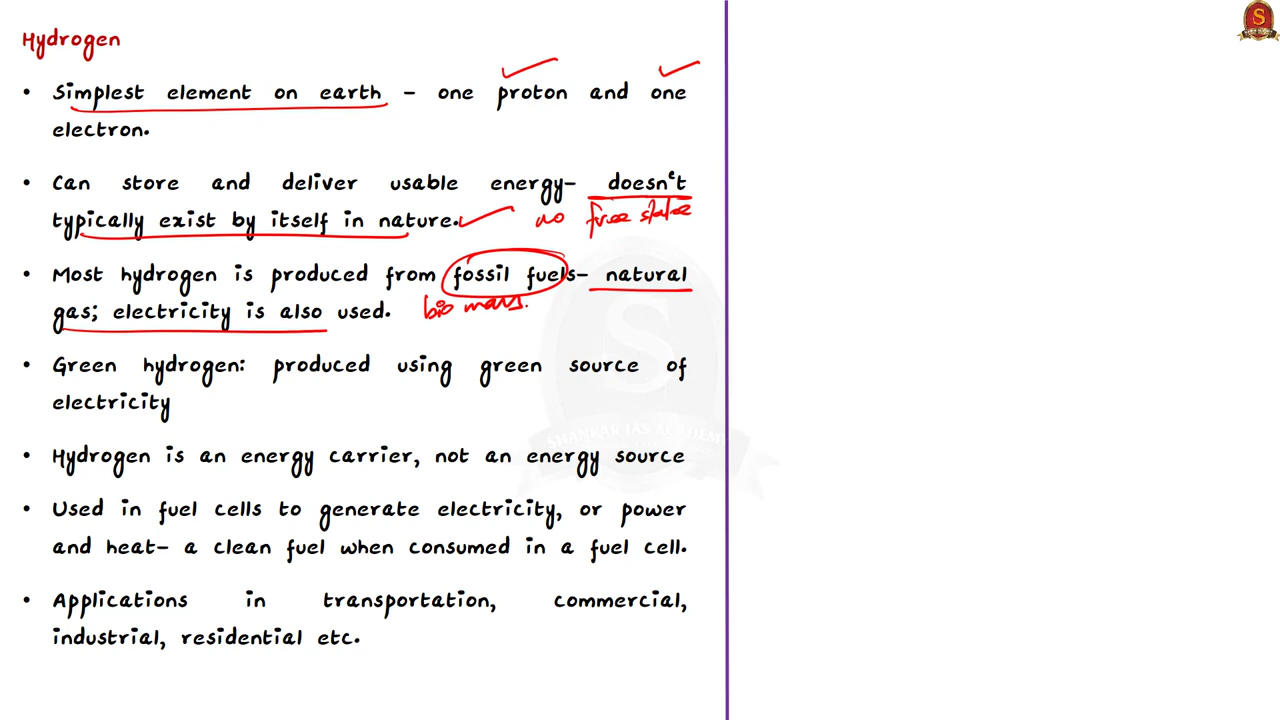 Hydrogen
• Simplest element on earth – one proton and one
electron.
• Can store and deliver usable energy– doesn't
typically exist by itself in nature.
no free state
• Most hydrogen is produced from fossil fuels– natural
gas; electricity is also used.
bio mass.
• Green hydrogen: produced using green source of
electricity
• Hydrogen is an energy carrier, not an energy source
• Used in fuel cells to generate electricity, or power
and heat– a clean fuel when consumed in a fuel cell.
• Applications in transportation, commercial,
industrial, residential etc.
S
SHANKAR IAS ACADEMY
S